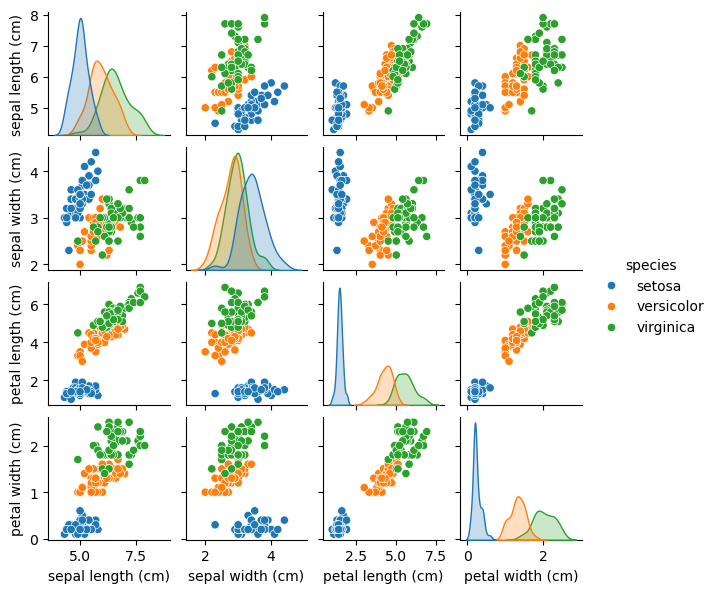 8
7
6
5
sepal length (cm)
4
3
2
sepal width (cm)
species
setosa
versicolor
virginica
6
4
2
petal length (cm)
2
1
0
petal width (cm)
5.0 7.5 2 4 2.5 5.0 7.5 0 2
sepal length (cm) sepal width (cm) petal length (cm) petal width (cm)